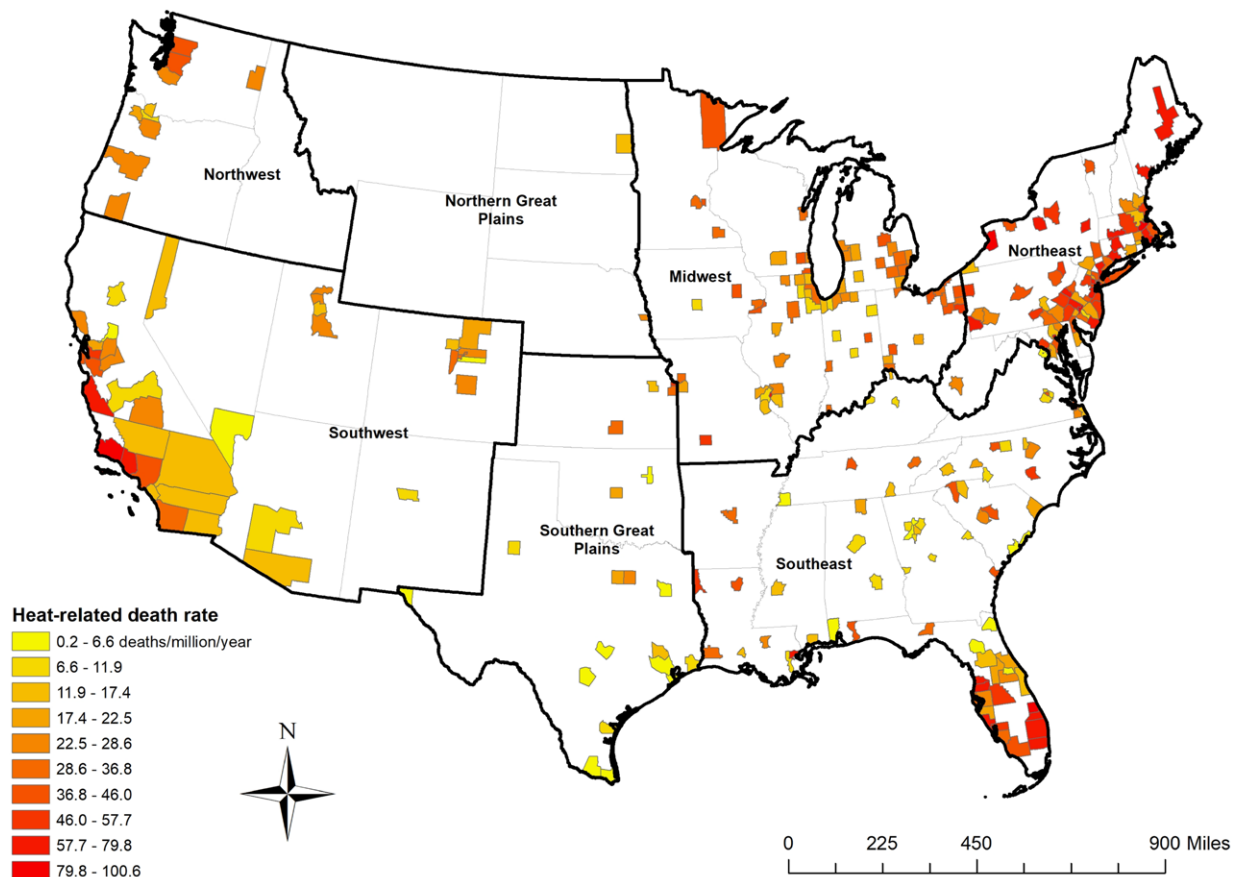 Northwest
Northern Great
Plains
Midwest
Northeast
Southwest
Southern Great
Plains
Southeast
Heat-related death rate
0.2 - 6.6 deaths/million/year
6.6 - 11.9
11.9 - 17.4
17.4 - 22.5
22.5 - 28.6
28.6 - 36.8
36.8 - 46.0
46.0 - 57.7
57.7 - 79.8
79.8 - 100.6
N
0 225 450 900 Miles